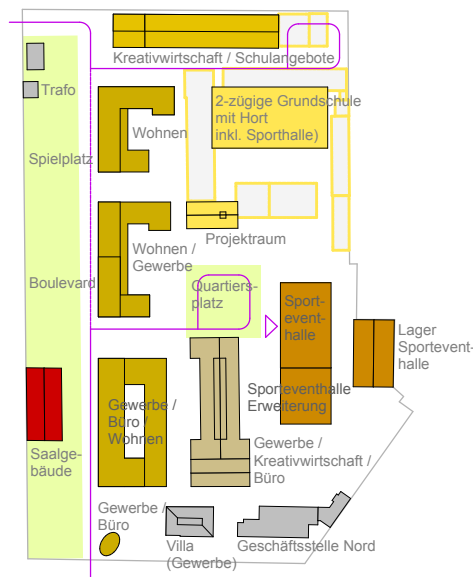 Kreativwirtschaft / Schulangebote
Trafo
2-zügige Grundschule
mit Hort
inkl. Sporthalle)
Wohnen
Spielplatz
Projektraum
Wohnen /
Gewerbe
Boulevard
Quartiers-
platz
Sport-
event-
halle
Lager
Sportevent-
halle
Sporteventhalle
Erweiterung
Gewerbe /
Büro /
Wohnen
Saalge-
bäude
Gewerbe /
Kreativwirtschaft /
Büro
Gewerbe /
Büro
Villa
(Gewerbe)
Geschäftsstelle Nord